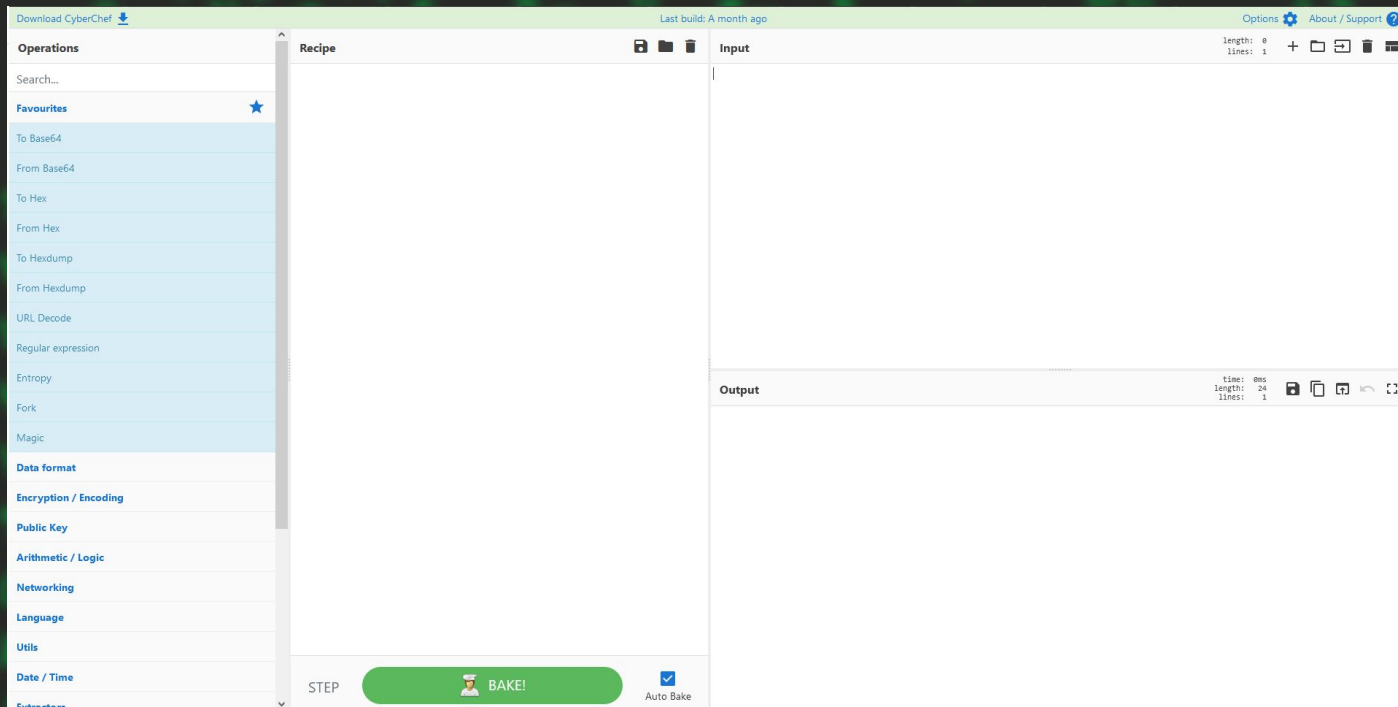 Download CyberChef
Last build: A month ago
Options
About / Support
Operations
Search...
Favourites
To Base64
From Base64
To Hex
From Hex
To Hexdump
From Hexdump
URL Decode
Regular expression
Entropy
Fork
Magic
Data format
Encryption / Encoding
Public Key
Arithmetic / Logic
Networking
Language
Utils
Date / Time
Extractors
Recipe
STEP
BAKE!
Auto Bake
Input
length: 0
lines: 1
Output
time: 0ms
length: 24
lines: 1